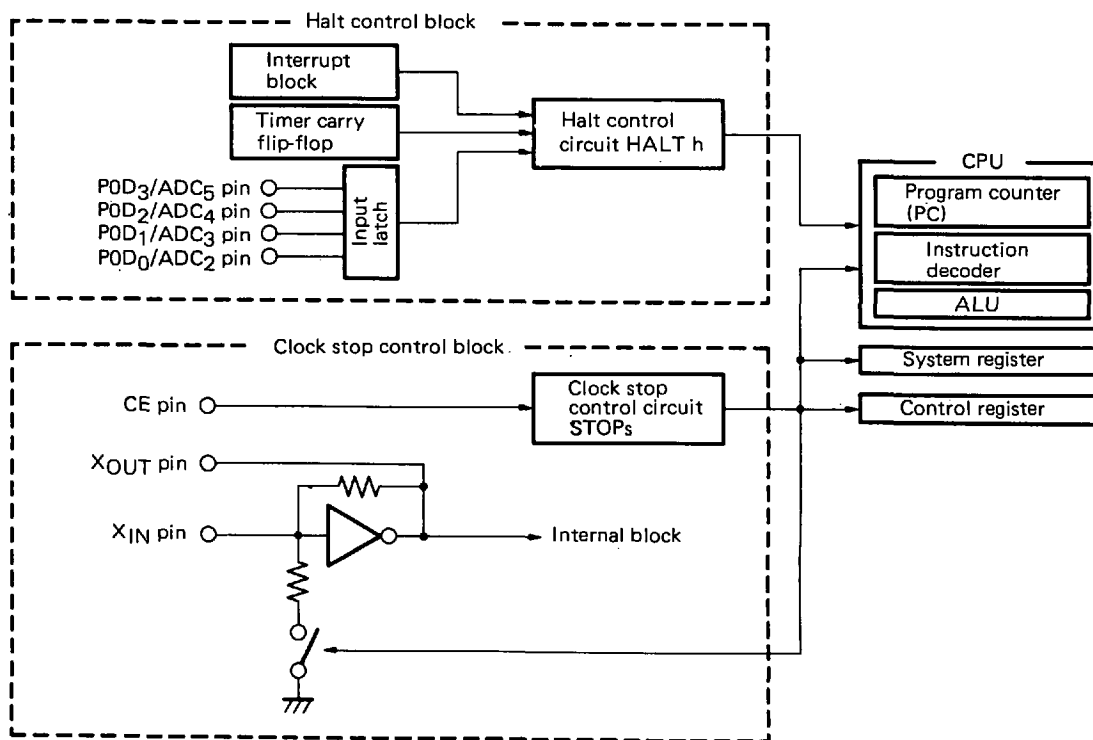 Halt control block
Interrupt
block
Timer carry
flip-flop
Halt control
circuit HALT h
P0D3/ADC5 pin
P0D2/ADC4 pin
P0D1/ADC3 pin
P0D0/ADC2 pin
Input
latch
CPU
Program counter
(PC)
Instruction
decoder
ALU
System register
Control register
Clock stop control block
CE pin
Clock stop
control circuit
STOPs
XOUT pin
XIN pin
Internal block